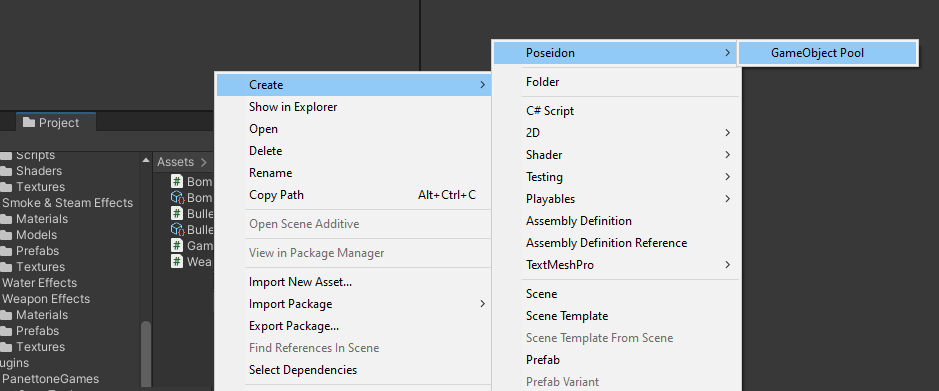 Poseidon
GameObject Pool
Create
Folder
Show in Explorer
Open
Delete
Rename
Copy Path Alt+Ctrl+C
Open Scene Additive
View in Package Manager
Import New Asset...
Import Package
Export Package...
Find References In Scene
Select Dependencies
C# Script
2D
Shader
Testing
Playables
Assembly Definition
Assembly Definition Reference
TextMeshPro
Scene
Scene Template
Scene Template From Scene
Prefab
Prefab Variant
Project
Scripts
Shaders
Textures
Smoke & Steam Effects
Materials
Models
Prefabs
Textures
Water Effects
Weapon Effects
Materials
Prefabs
Textures
ugins
PanettoneGames
Assets >
Bom
Bom
Bulle
Bulle
Gam
Wea